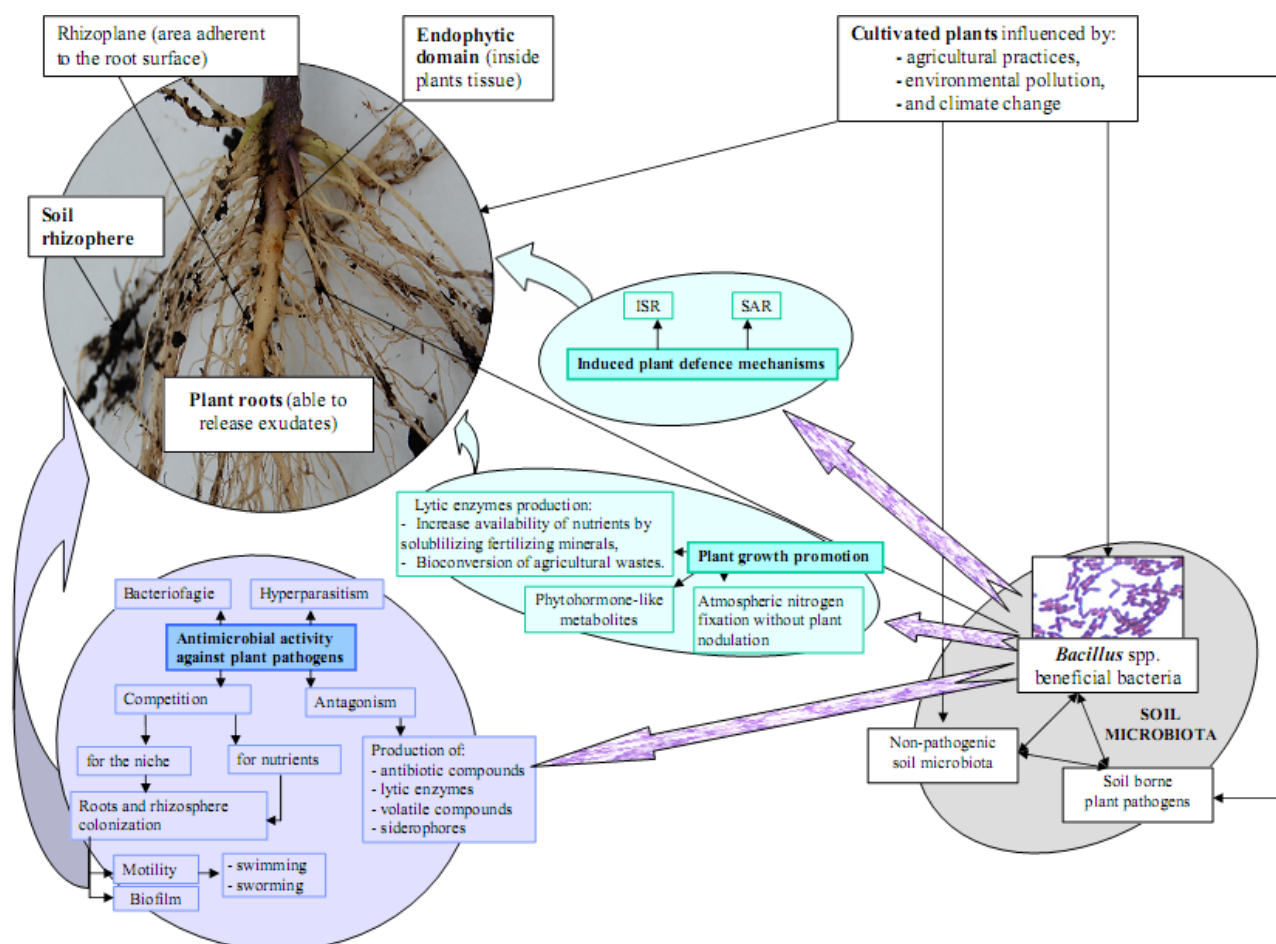 Rhizoplane (area adherent
to the root surface)
Endophytic
domain (inside
plants tissue)
Cultivated plants influenced by:
- agricultural practices,
- environmental pollution,
- and climate change
Soil
rhizophere
Plant roots (able to
release exudates)
ISR
SAR
Induced plant defence mechanisms
Lytic enzymes production:
- Increase availability of nutrients by
solublilizing fertilizing minerals,
- Bioconversion of agricultural wastes.
Plant growth promotion
Phytohormone-like
metabolites
Atmospheric nitrogen
fixation without plant
nodulation
Bacteriofagie
Hyperparasitism
Antimicrobial activity
against plant pathogens
Competition
Antagonism
for the niche
for nutrients
Roots and rhizosphere
colonization
Production of:
- antibiotic compounds
- lytic enzymes
- volatile compounds
- siderophores
Motility
- swimming
- sworming
Biofilm
Bacillus spp.
beneficial bacteria
SOIL
MICROBIOTA
Non-pathogenic
soil microbiota
Soil borne
plant pathogens